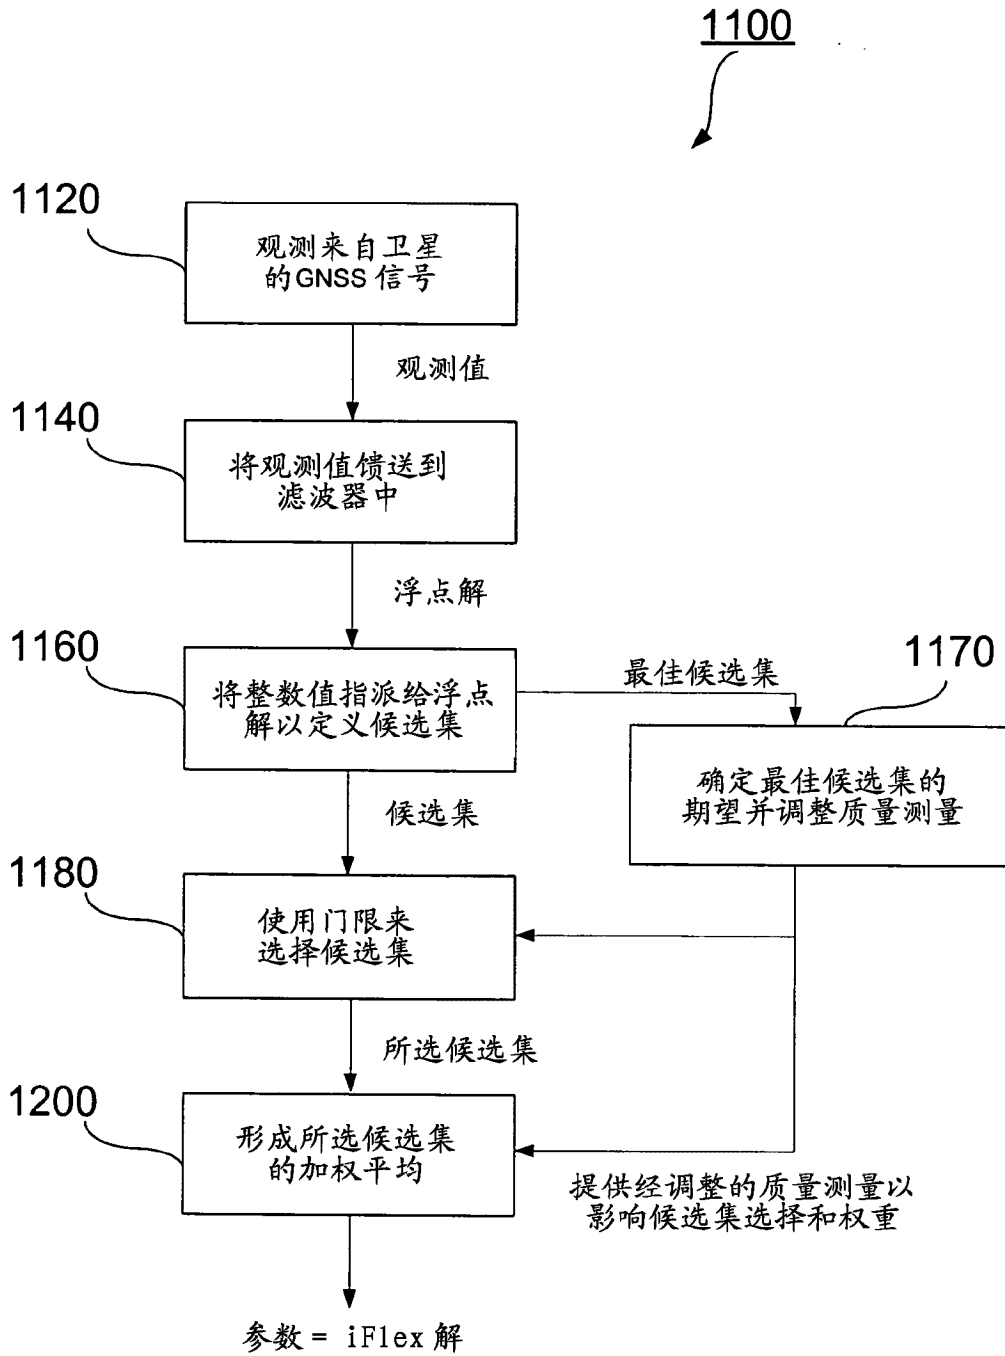 1100
1120
观测来自卫星
的GNSS 信号
观测值
1140
将观测值馈送到
滤波器中
浮点解
1160
将整数值指派给浮点
解以定义候选集
最佳候选集
1170
确定最佳候选集的
期望并调整质量测量
候选集
1180
使用门限来
选择候选集
所选候选集
1200
形成所选候选集
的加权平均
提供经调整的质量测量以
影响候选集选择和权重
参数 = iFlex 解